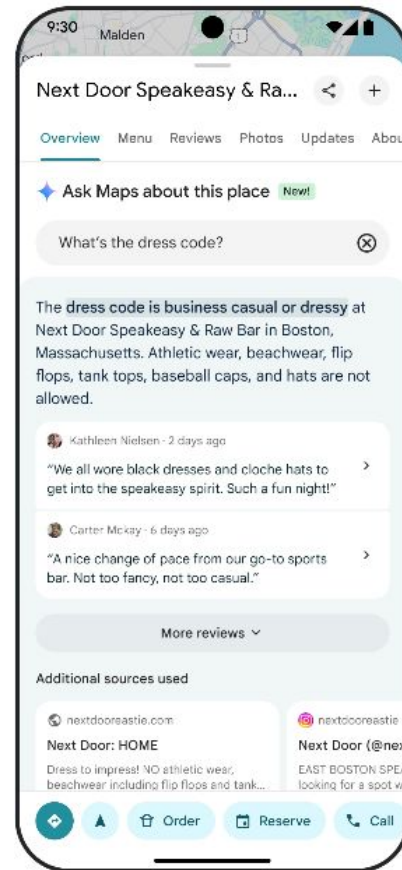 9:30
Malden
Next Door Speakeasy & Ra...
Overview Menu Reviews Photos Updates Abou
Ask Maps about this place New!
What's the dress code?
The dress code is business casual or dressy at
Next Door Speakeasy & Raw Bar in Boston,
Massachusetts. Athletic wear, beachwear, flip
flops, tank tops, baseball caps, and hats are not
allowed.
Kathleen Nielsen · 2 days ago
“We all wore black dresses and cloche hats to
get into the speakeasy spirit. Such a fun night!”
Carter Mckay · 6 days ago
“A nice change of pace from our go-to sports
bar. Not too fancy, not too casual.”
More reviews
Additional sources used
nextdooreastie.com
Next Door: HOME
Dress to impress! NO athletic wear,
beachwear including flip flops and tank...
nextdooreastie
Next Door (@nex
EAST BOSTON SPE
looking for a spot w
Order
Reserve
Call